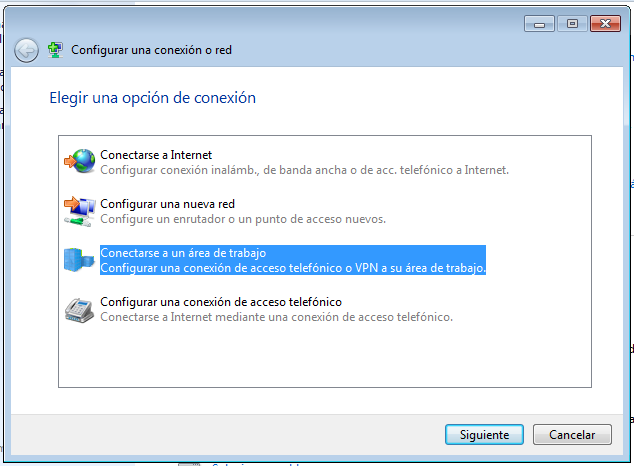 Configurar una conexión o red
Elegir una opción de conexión
Conectarse a Internet
Configurar conexión inalámb., de banda ancha o de acc. telefónico a Internet.
Configurar una nueva red
Configure un enrutador o un punto de acceso nuevos.
Conectarse a un área de trabajo
Configurar una conexión de acceso telefónico o VPN a su área de trabajo.
Configurar una conexión de acceso telefónico
Conectarse a Internet mediante una conexión de acceso telefónico.
Siguiente
Cancelar